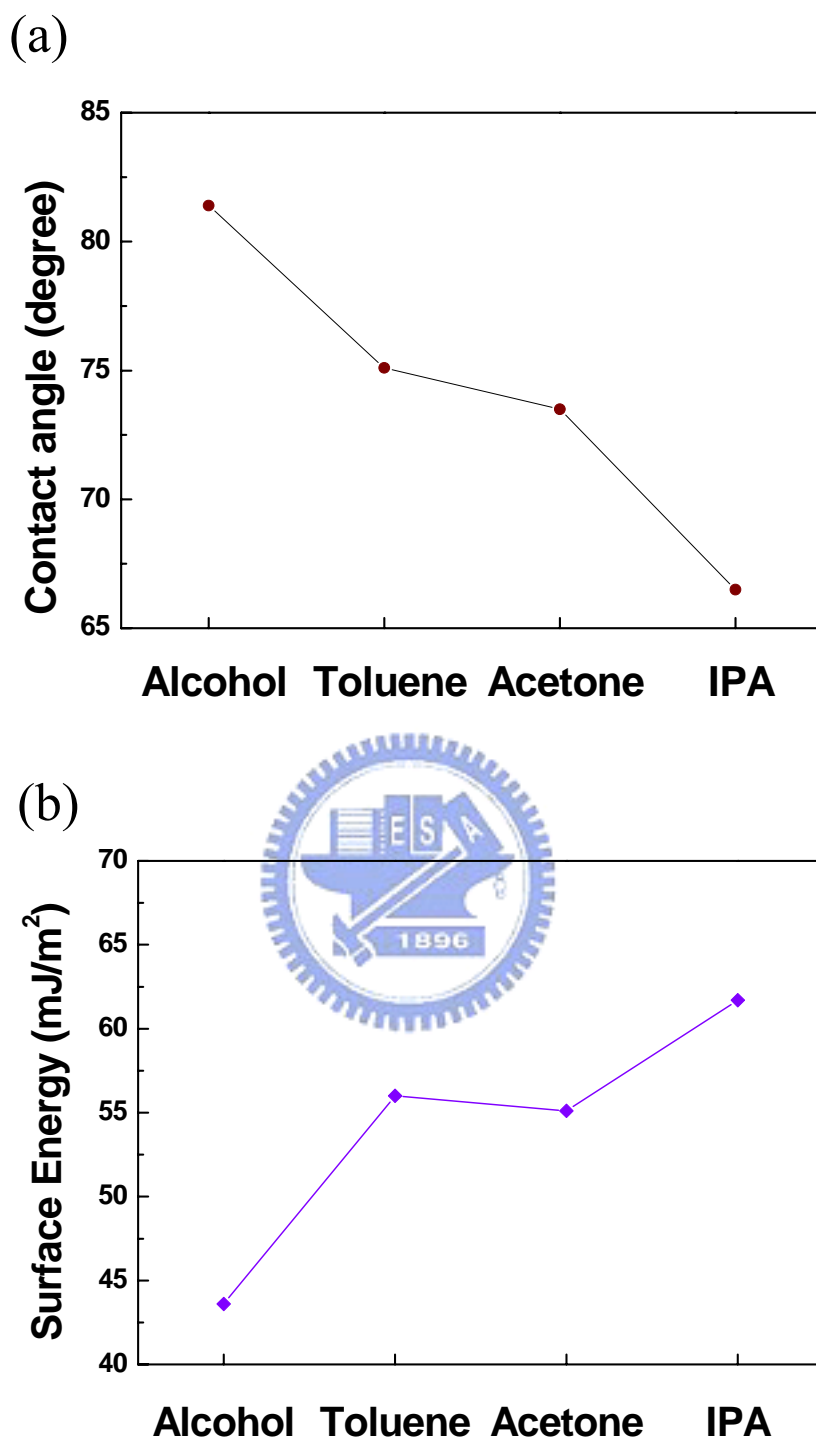 (a)
85
80
75
70
65
Contact angle (degree)
Alcohol Toluene Acetone IPA
(b)
E S A
1896
70
65
60
55
50
45
40
Surface Energy (mJ/m²)
Alcohol Toluene Acetone IPA